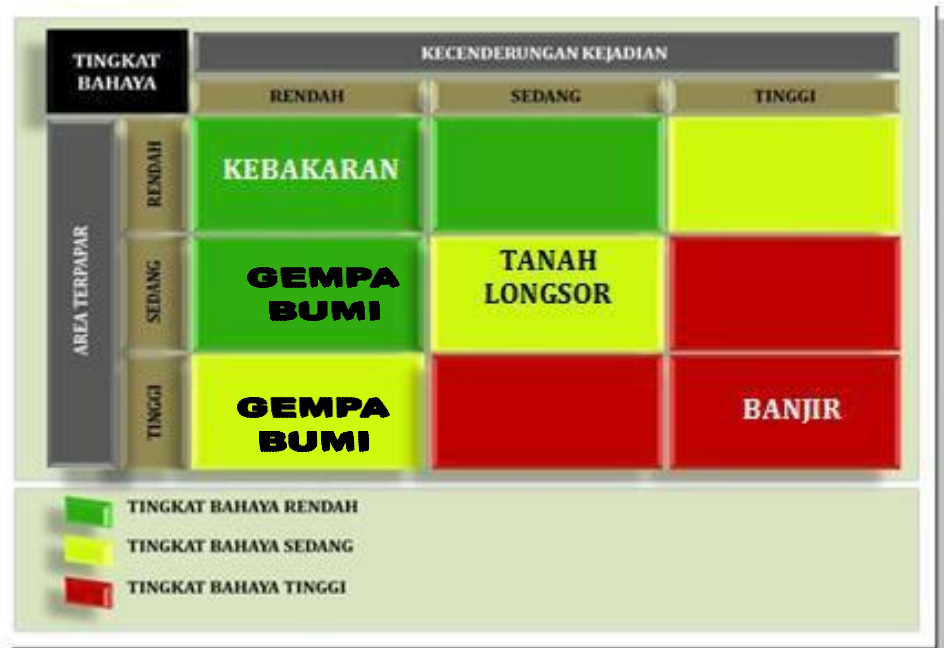 TINGKAT
BAHAYA
KECENDERUNGAN KEJADIAN
RENDAH
SEDANG
TINGGI
AREA TERPAPAR
RENDAH
KEBAKARAN
SEDANG
GEMPA
BUMI
TANAH
LONGSOR
TINGGI
GEMPA
BUMI
BANJIR
TINGKAT BAHAYA RENDAH
TINGKAT BAHAYA SEDANG
TINGKAT BAHAYA TINGGI